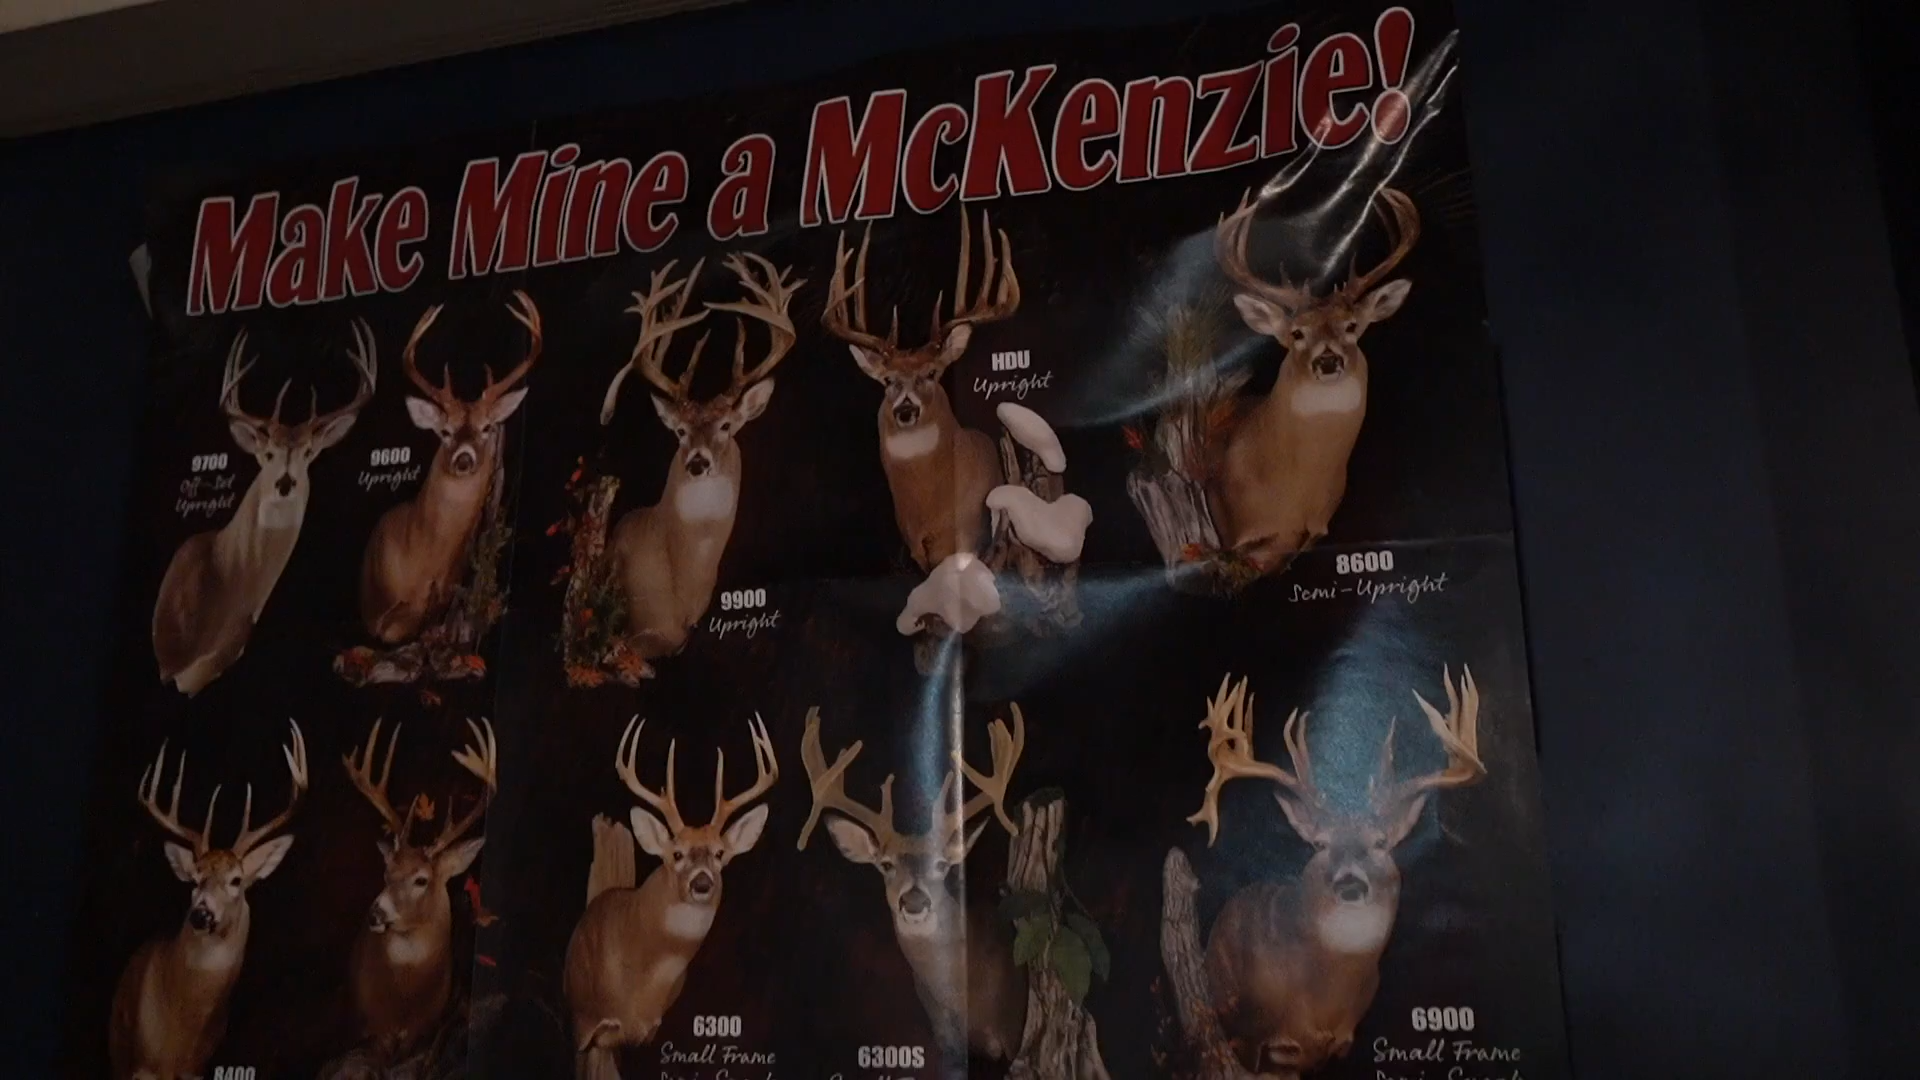 Make Mine a McKenzie!
HDU
Upright
9700
Off-Set
Upright
9600
Upright
8600
Semi-Upright
9900
Upright
6300
Small Frame
6900
Small Frame
6300S
8400